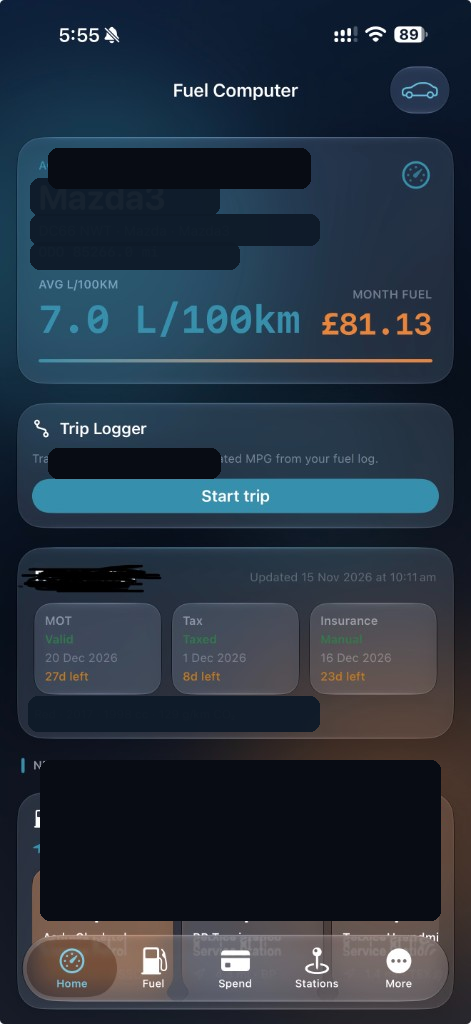 5:55
89
Fuel Computer
Mazda3
AVG L/100KM
7.0 L/100km
MONTH FUEL
£81.13
Trip Logger
MPG from your fuel log.
Start trip
Updated 15 Nov 2026 at 10:11am
MOT
Valid
20 Dec 2026
27d left
Tax
Taxed
1 Dec 2026
8d left
Insurance
Manual
16 Dec 2026
23d left
Home
Fuel
Spend
Stations
More